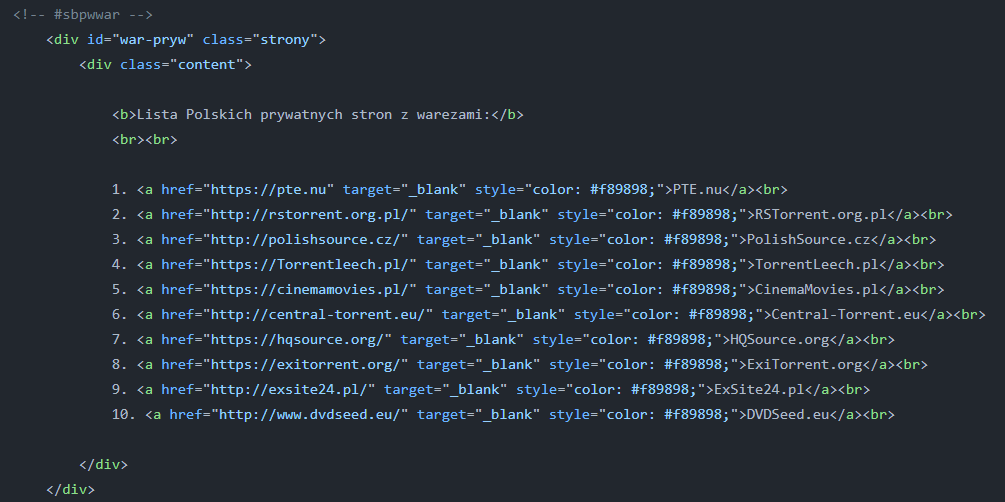 <!-- #sbpwwar -->
<div id="war-pryw" class="strony">
<div class="content">
<b>Lista Polskich prywatnych stron z warezami:</b>
<br><br>
1. <a href="https://pte.nu" target="_blank" style="color: #f89898;">PTE.nu</a><br>
2. <a href="http://rstorrent.org.pl/" target="_blank" style="color: #f89898;">RSTorrent.org.pl</a><br>
3. <a href="http://polishsource.cz/" target="_blank" style="color: #f89898;">PolishSource.cz</a><br>
4. <a href="https://Torrentleech.pl/" target="_blank" style="color: #f89898;">TorrentLeech.pl</a><br>
5. <a href="https://cinemamovies.pl/" target="_blank" style="color: #f89898;">CinemaMovies.pl</a><br>
6. <a href="http://central-torrent.eu/" target="_blank" style="color: #f89898;">Central-Torrent.eu</a><br>
7. <a href="https://hqsource.org/" target="_blank" style="color: #f89898;">HQSource.org</a><br>
8. <a href="https://exitorrent.org/" target="_blank" style="color: #f89898;">ExiTorrent.org</a><br>
9. <a href="http://exsite24.pl/" target="_blank" style="color: #f89898;">ExSite24.pl</a><br>
10. <a href="http://www.dvdseed.eu/" target="_blank" style="color: #f89898;">DVDSeed.eu</a><br>
</div>
</div>